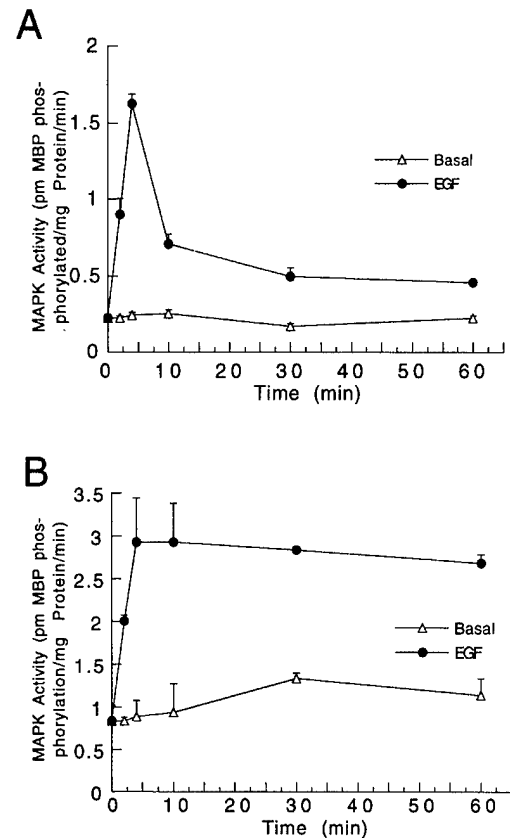 A
2
1.5
1
0.5
0
MAPK Activity (pm MBP phos-
. phorylated/mg Protein/min)
Basal
EGF
0 10 20 30 40 50 60
Time (min)
B
3.5
3
2.5
2
1.5
1
0.5
0
MAPK Activity (pm MBP phos-
phorylation/mg Protein/min)
Basal
EGF
0 10 20 30 40 50 60
Time (min)